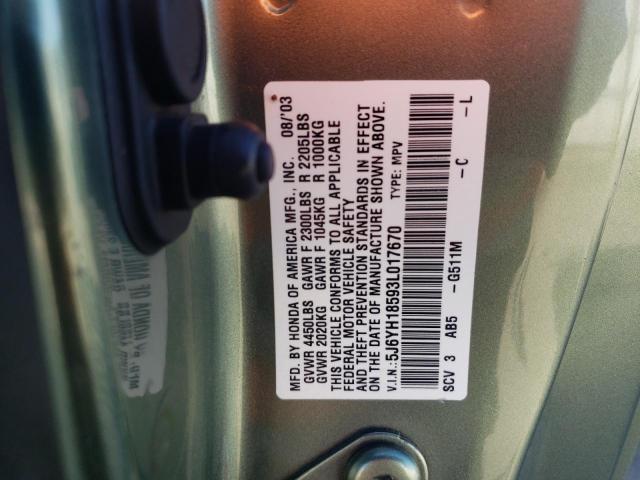 MFD. BY HONDA OF AMERICA MFG., INC. 08/'03
GVWR 4450LBS GAWR F 2300LBS R 2205LBS
GVWR 2020KG GAWR F 1045KG R 1000KG
THIS VEHICLE CONFORMS TO ALL APPLICABLE
FEDERAL MOTOR VEHICLE SAFETY
AND THEFT PREVENTION STANDARDS IN EFFECT
ON THE DATE OF MANUFACTURE SHOWN ABOVE.
V.I.N.:5J6YH18593L017670 TYPE: MPV
SCV 3 AB5 -G511M -C -L